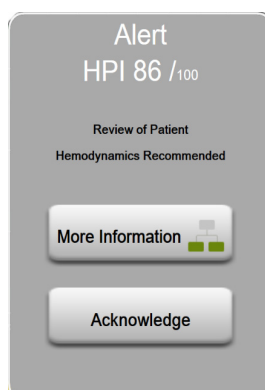 Alert
HPI 86 /100
Review of Patient
Hemodynamics Recommended
More Information
Acknowledge